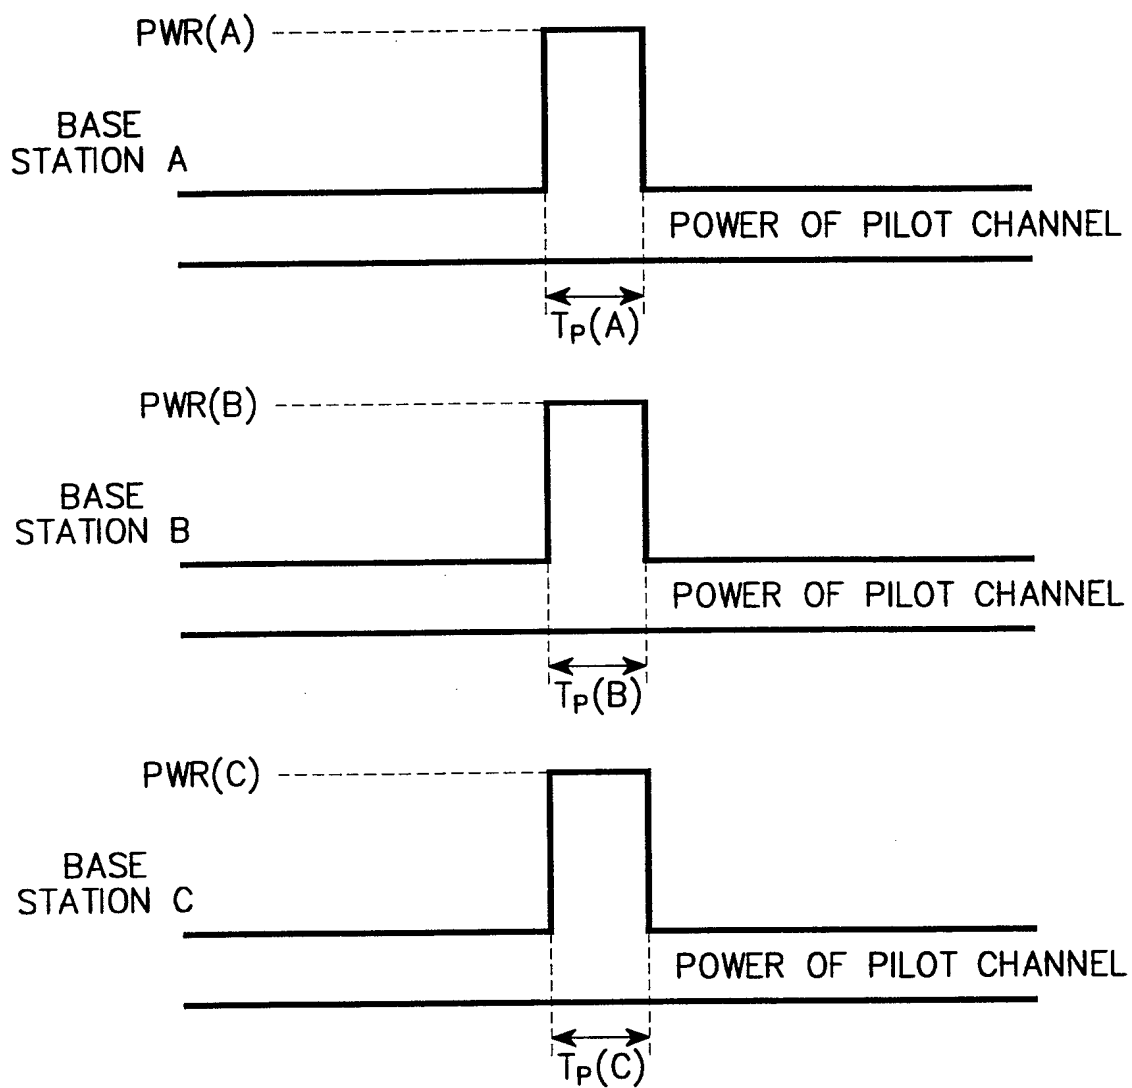 PWR(A)
BASE
STATION A
POWER OF PILOT CHANNEL
Tp(A)
PWR(B)
BASE
STATION B
POWER OF PILOT CHANNEL
Tp(B)
PWR(C)
BASE
STATION C
POWER OF PILOT CHANNEL
Tp(C)